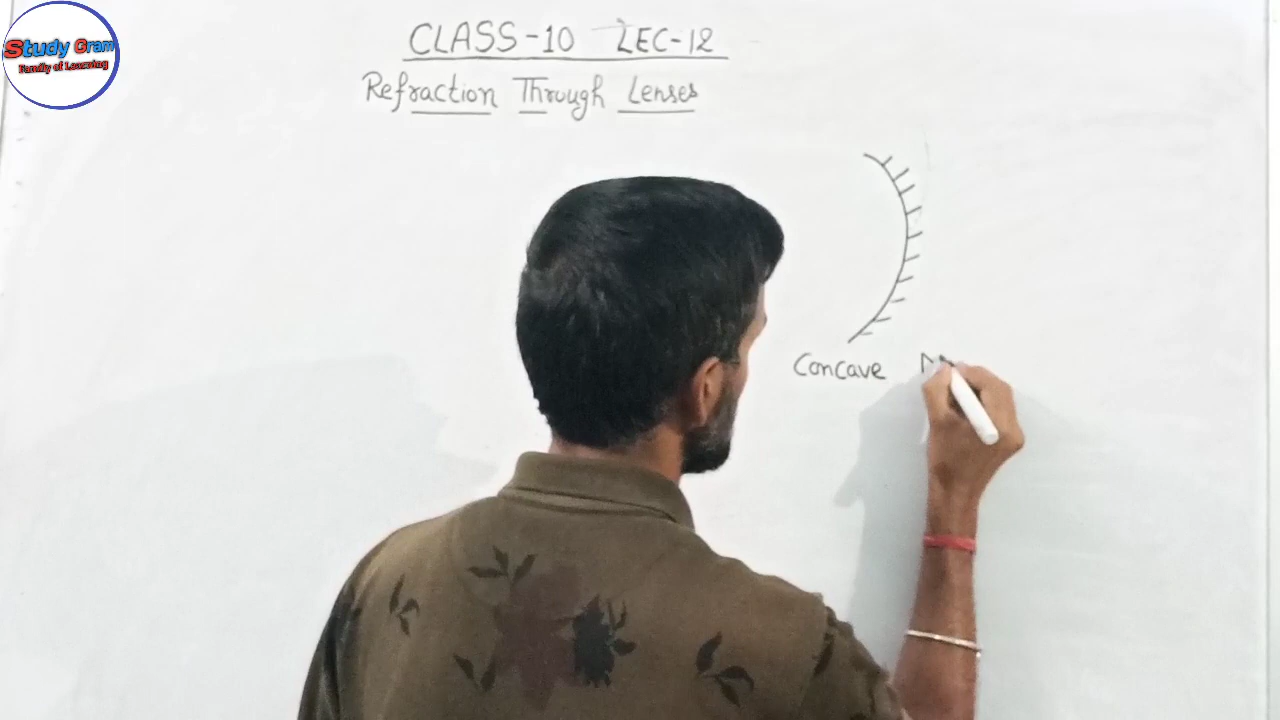 Study Gram
Family of Learning
CLASS-10 LEC-12
Refraction Through Lenses
Concave